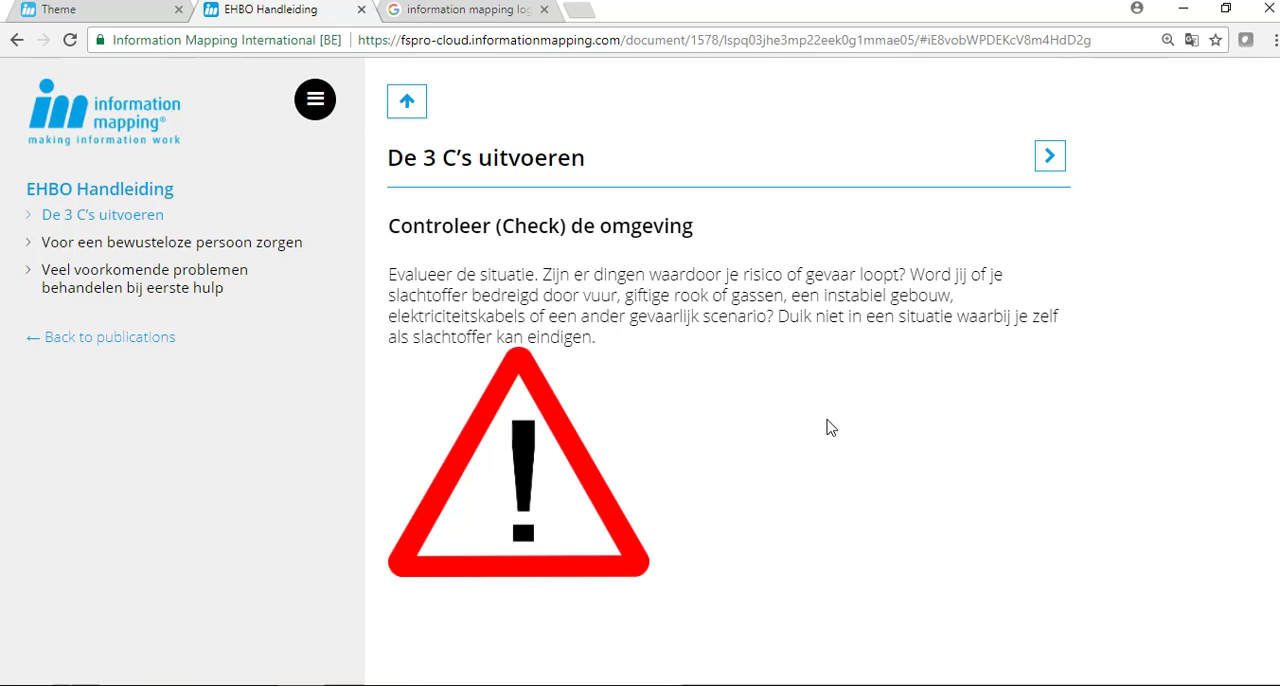 Theme
EHBO Handleiding
information mapping lo
Information Mapping International [BE]
https://fspro-cloud.informationmapping.com/document/1578/lspq03jhe3mp22eek0g1mmae05/#iE8vobWPDEKcV8m4HdD2g
information
mapping®
making information work
EHBO Handleiding
De 3 C’s uitvoeren
Voor een bewusteloze persoon zorgen
Veel voorkomende problemen
behandelen bij eerste hulp
← Back to publications
De 3 C’s uitvoeren
Controleer (Check) de omgeving
Evalueer de situatie. Zijn er dingen waardoor je risico of gevaar loopt? Word jij of je
slachtoffer bedreigd door vuur, giftige rook of gassen, een instabiel gebouw,
elektriciteitskabels of een ander gevaarlijk scenario? Duik niet in een situatie waarbij je zelf
als slachtoffer kan eindigen.
!